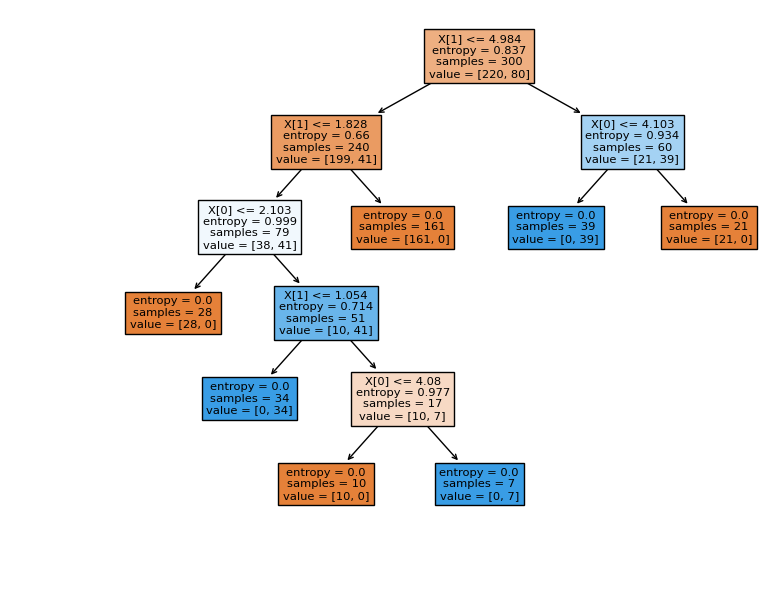 X[1] <= 4.984
entropy = 0.837
samples = 300
value = [220, 80]
X[1] <= 1.828
entropy = 0.66
samples = 240
value = [199, 41]
X[0] <= 4.103
entropy = 0.934
samples = 60
value = [21, 39]
X[0] <= 2.103
entropy = 0.999
samples = 79
value = [38, 41]
entropy = 0.0
samples = 161
value = [161, 0]
entropy = 0.0
samples = 39
value = [0, 39]
entropy = 0.0
samples = 21
value = [21, 0]
entropy = 0.0
samples = 28
value = [28, 0]
X[1] <= 1.054
entropy = 0.714
samples = 51
value = [10, 41]
entropy = 0.0
samples = 34
value = [0, 34]
X[0] <= 4.08
entropy = 0.977
samples = 17
value = [10, 7]
entropy = 0.0
samples = 10
value = [10, 0]
entropy = 0.0
samples = 7
value = [0, 7]